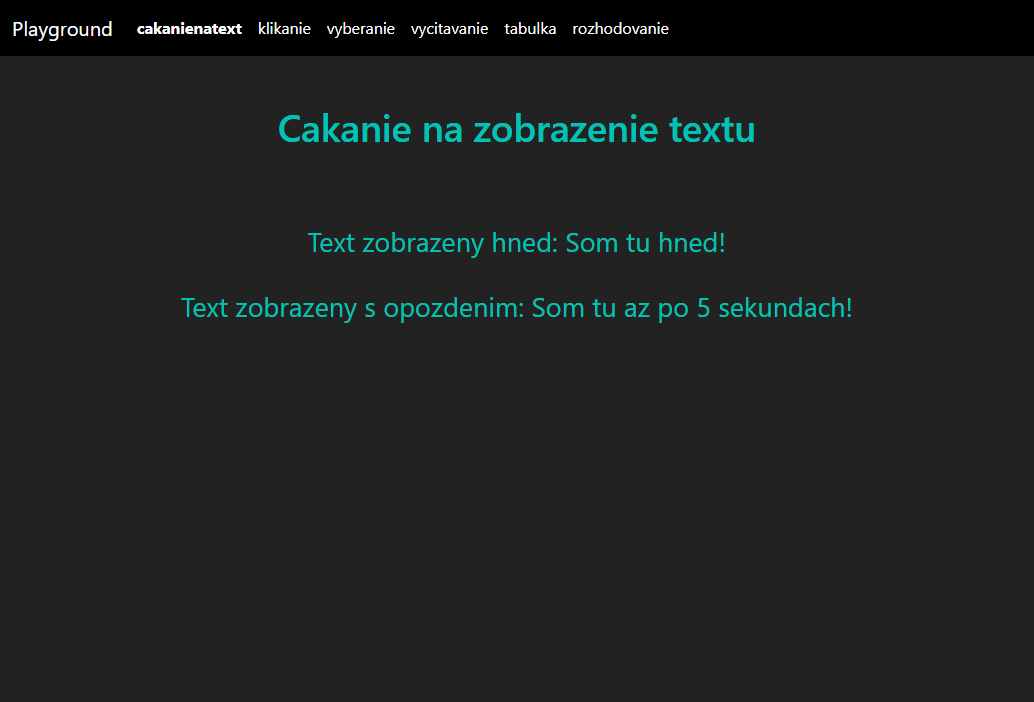 Playground cakanienatext klikanie vyberanie vycitavanie tabulka rozhodovanie
Cakanie na zobrazenie textu
Text zobrazeny hned: Som tu hned!
Text zobrazeny s opozdenim: Som tu az po 5 sekundach!